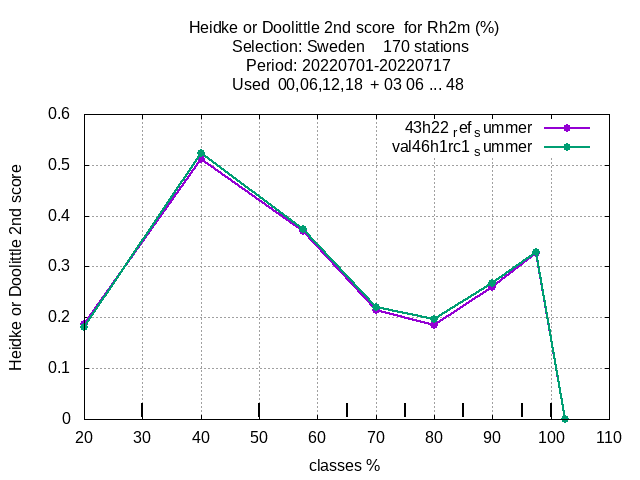 Heidke or Doolittle 2nd score  for Rh2m (%)
Selection: Sweden    170 stations
Period: 20220701-20220717
Used  00,06,12,18  + 03 06 ... 48
43h22 ref summer
val46h1rc1 summer
Heidke or Doolittle 2nd score
0.6
0.5
0.4
0.3
0.2
0.1
0
20 30 40 50 60 70 80 90 100 110
classes %